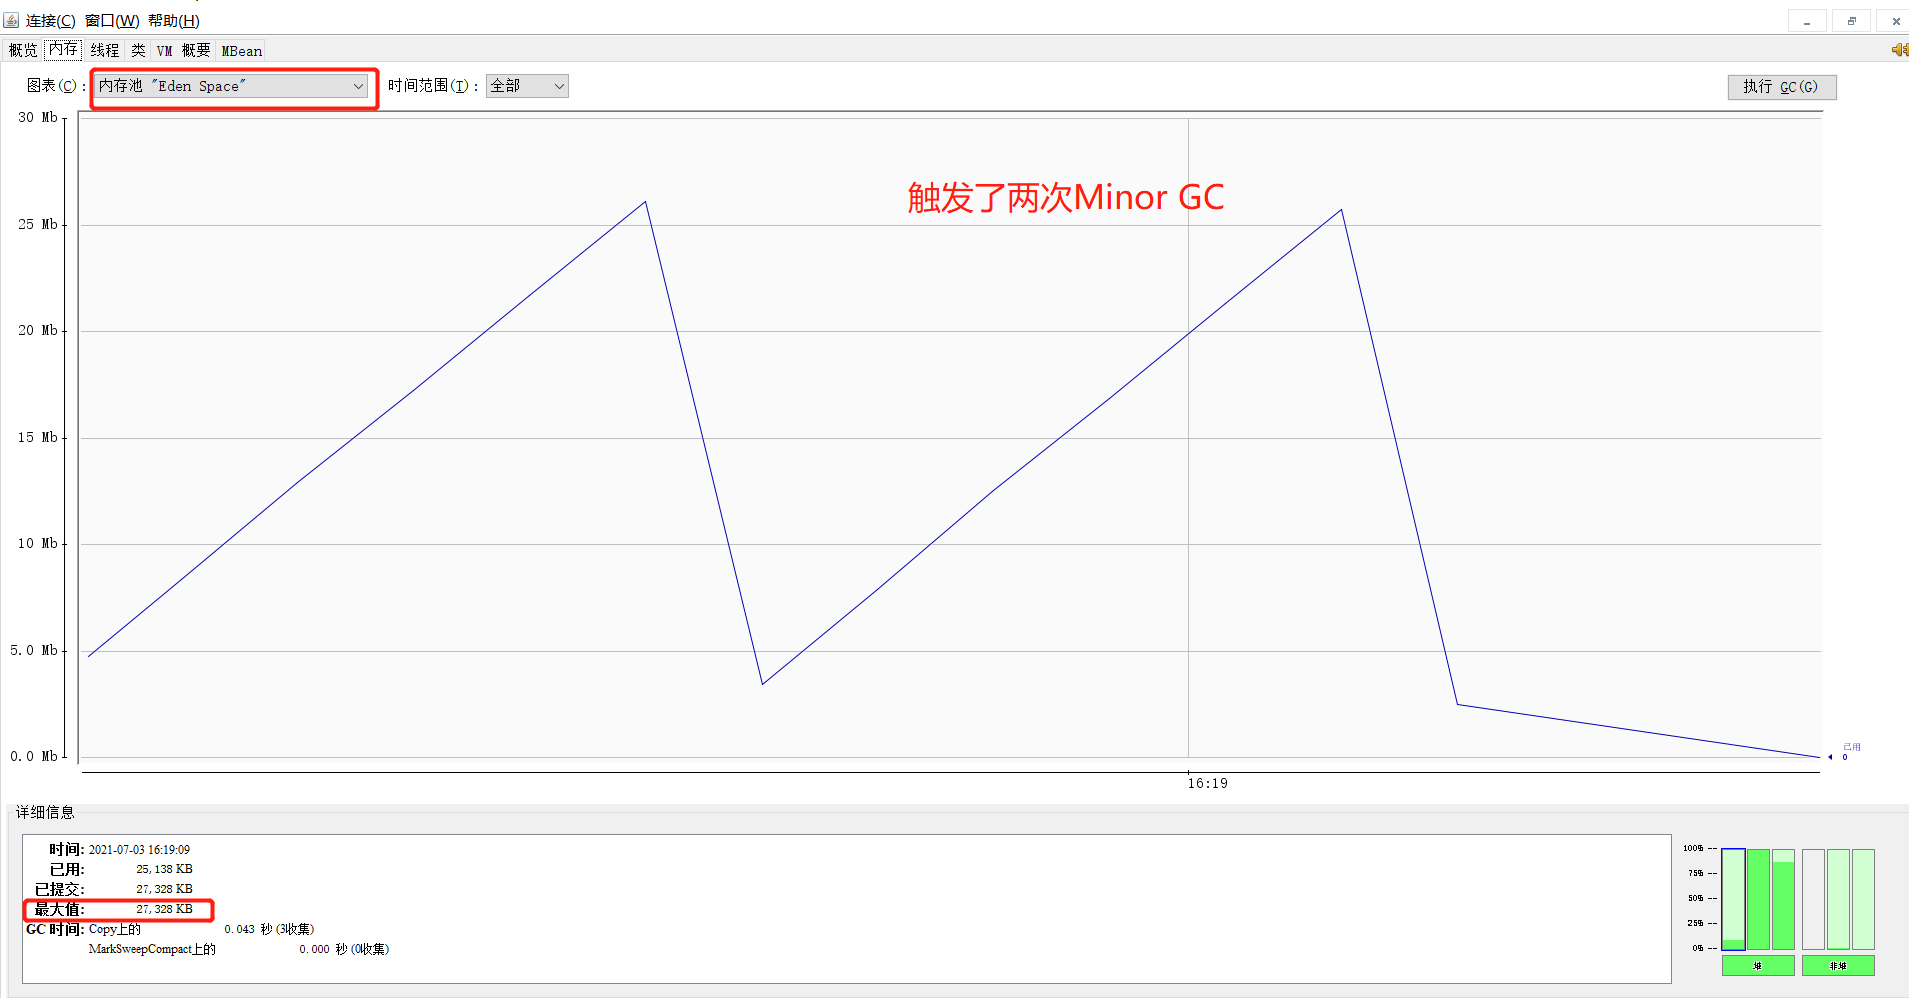 连接(C) 窗口(W) 帮助(H)
概览 内存 线程 类 VM 概要 MBean
图表(C): 内存池 "Eden Space" 时间范围(T): 全部 执行 GC(G)
30 Mb
触发了两次Minor GC
25 Mb
20 Mb
15 Mb
10 Mb
5.0 Mb
0.0 Mb
已用
0
16:19
详细信息
时间: 2021-07-03 16:19:09
已用: 25,138 KB
已提交: 27,328 KB
最大值: 27,328 KB
GC 时间: Copy上的 0.043 秒 (3收集)
MarkSweepCompact上的 0.000 秒 (0收集)
100% --
75% --
50% --
25% --
0% --
堆 非堆